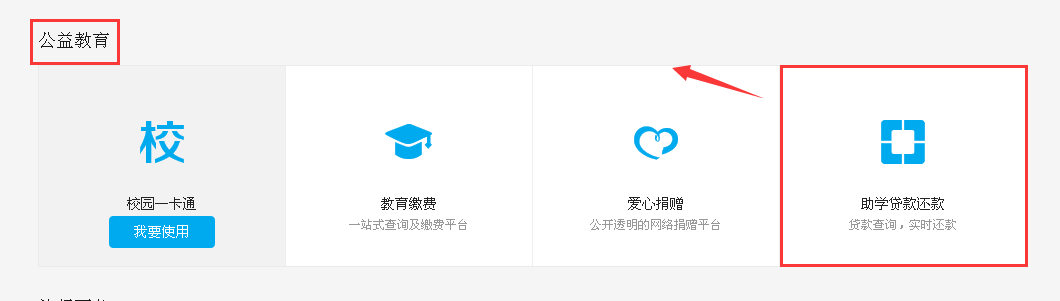 公益教育
校
校园一卡通
我要使用
教育缴费
一站式查询及缴费平台
爱心捐赠
公开透明的网络捐赠平台
助学贷款还款
贷款查询，实时还款